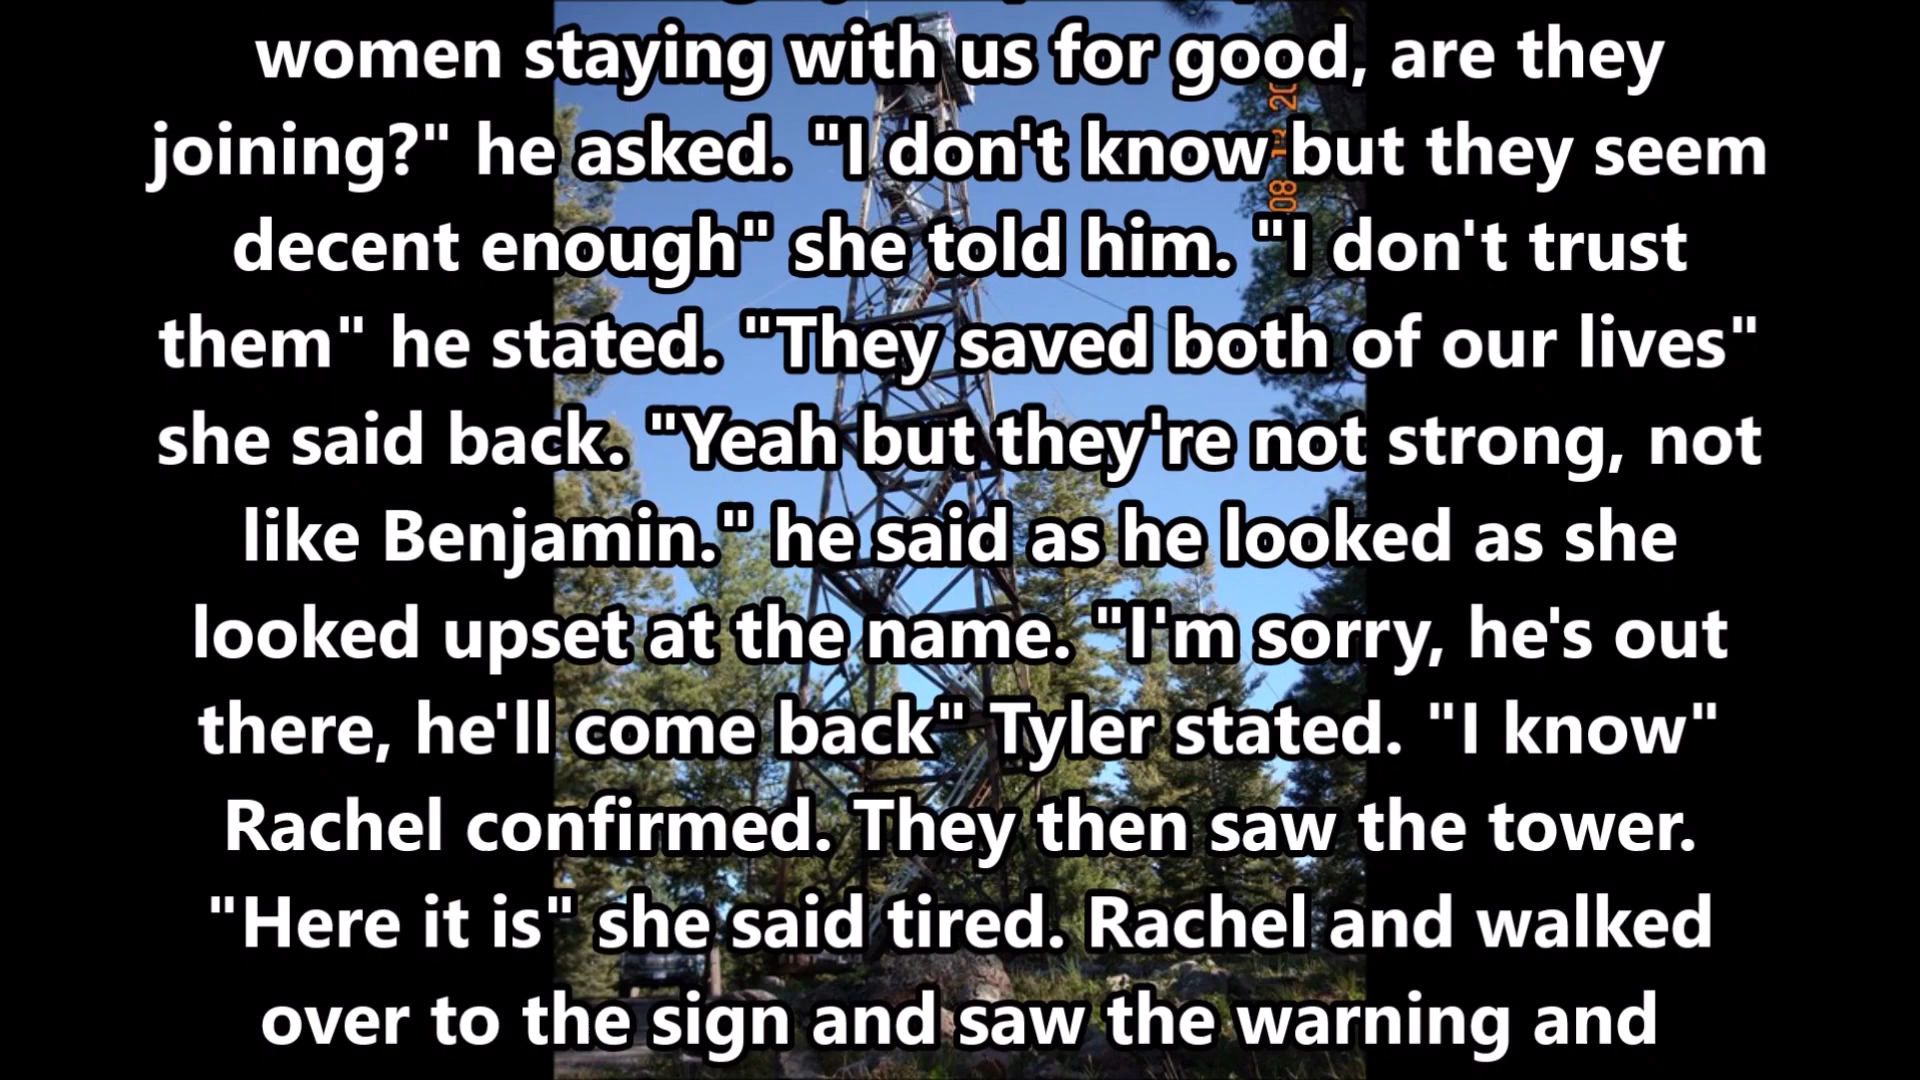 women staying with us for good, are they
joining?" he asked. "I don't know but they seem
decent enough" she told him. "I don't trust
them" he stated. "They saved both of our lives"
she said back. "Yeah but they're not strong, not
like Benjamin." he said as he looked as she
looked upset at the name. "I'm sorry, he's out
there, he'll come back" Tyler stated. "I know"
Rachel confirmed. They then saw the tower.
"Here it is" she said tired. Rachel and walked
over to the sign and saw the warning and